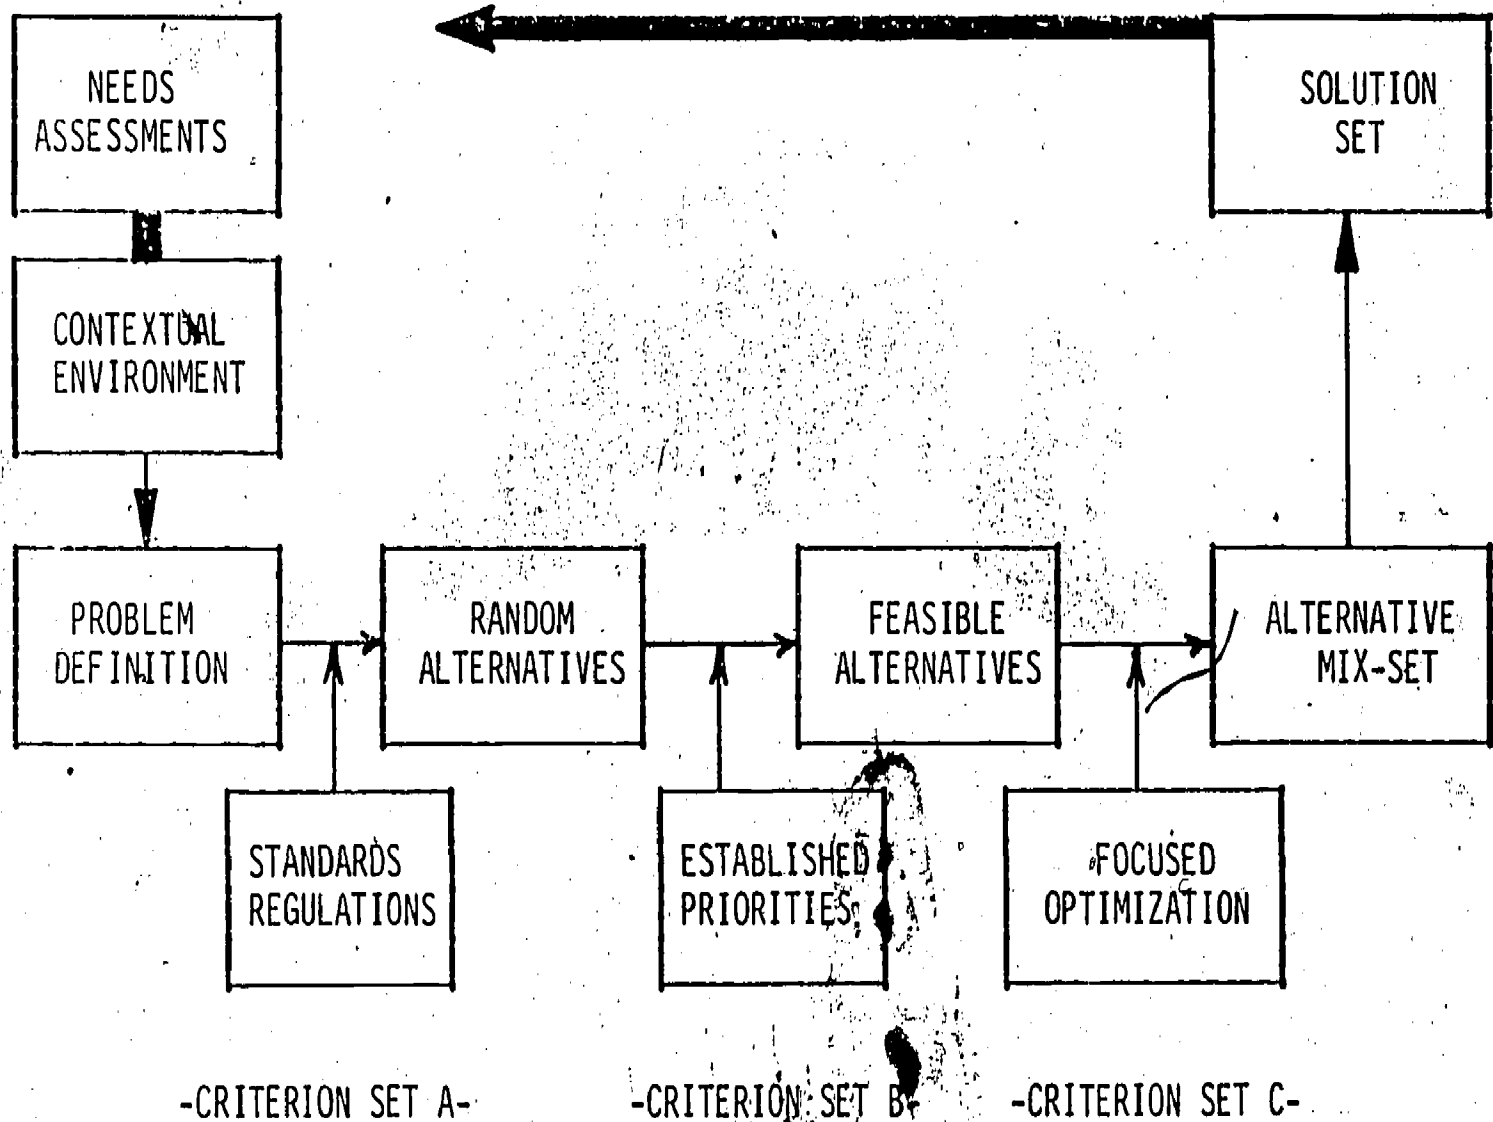 NEEDS
ASSESSMENTS
SOLUTION
SET
CONTEXTUAL
ENVIRONMENT
PROBLEM
DEFINITION
RANDOM
ALTERNATIVES
FEASIBLE
ALTERNATIVES
ALTERNATIVE
MIX-SET
STANDARDS
REGULATIONS
ESTABLISHED
PRIORITIES
FOCUSED
OPTIMIZATION
-CRITERION SET A-
-CRITERION SET B-
-CRITERION SET C-